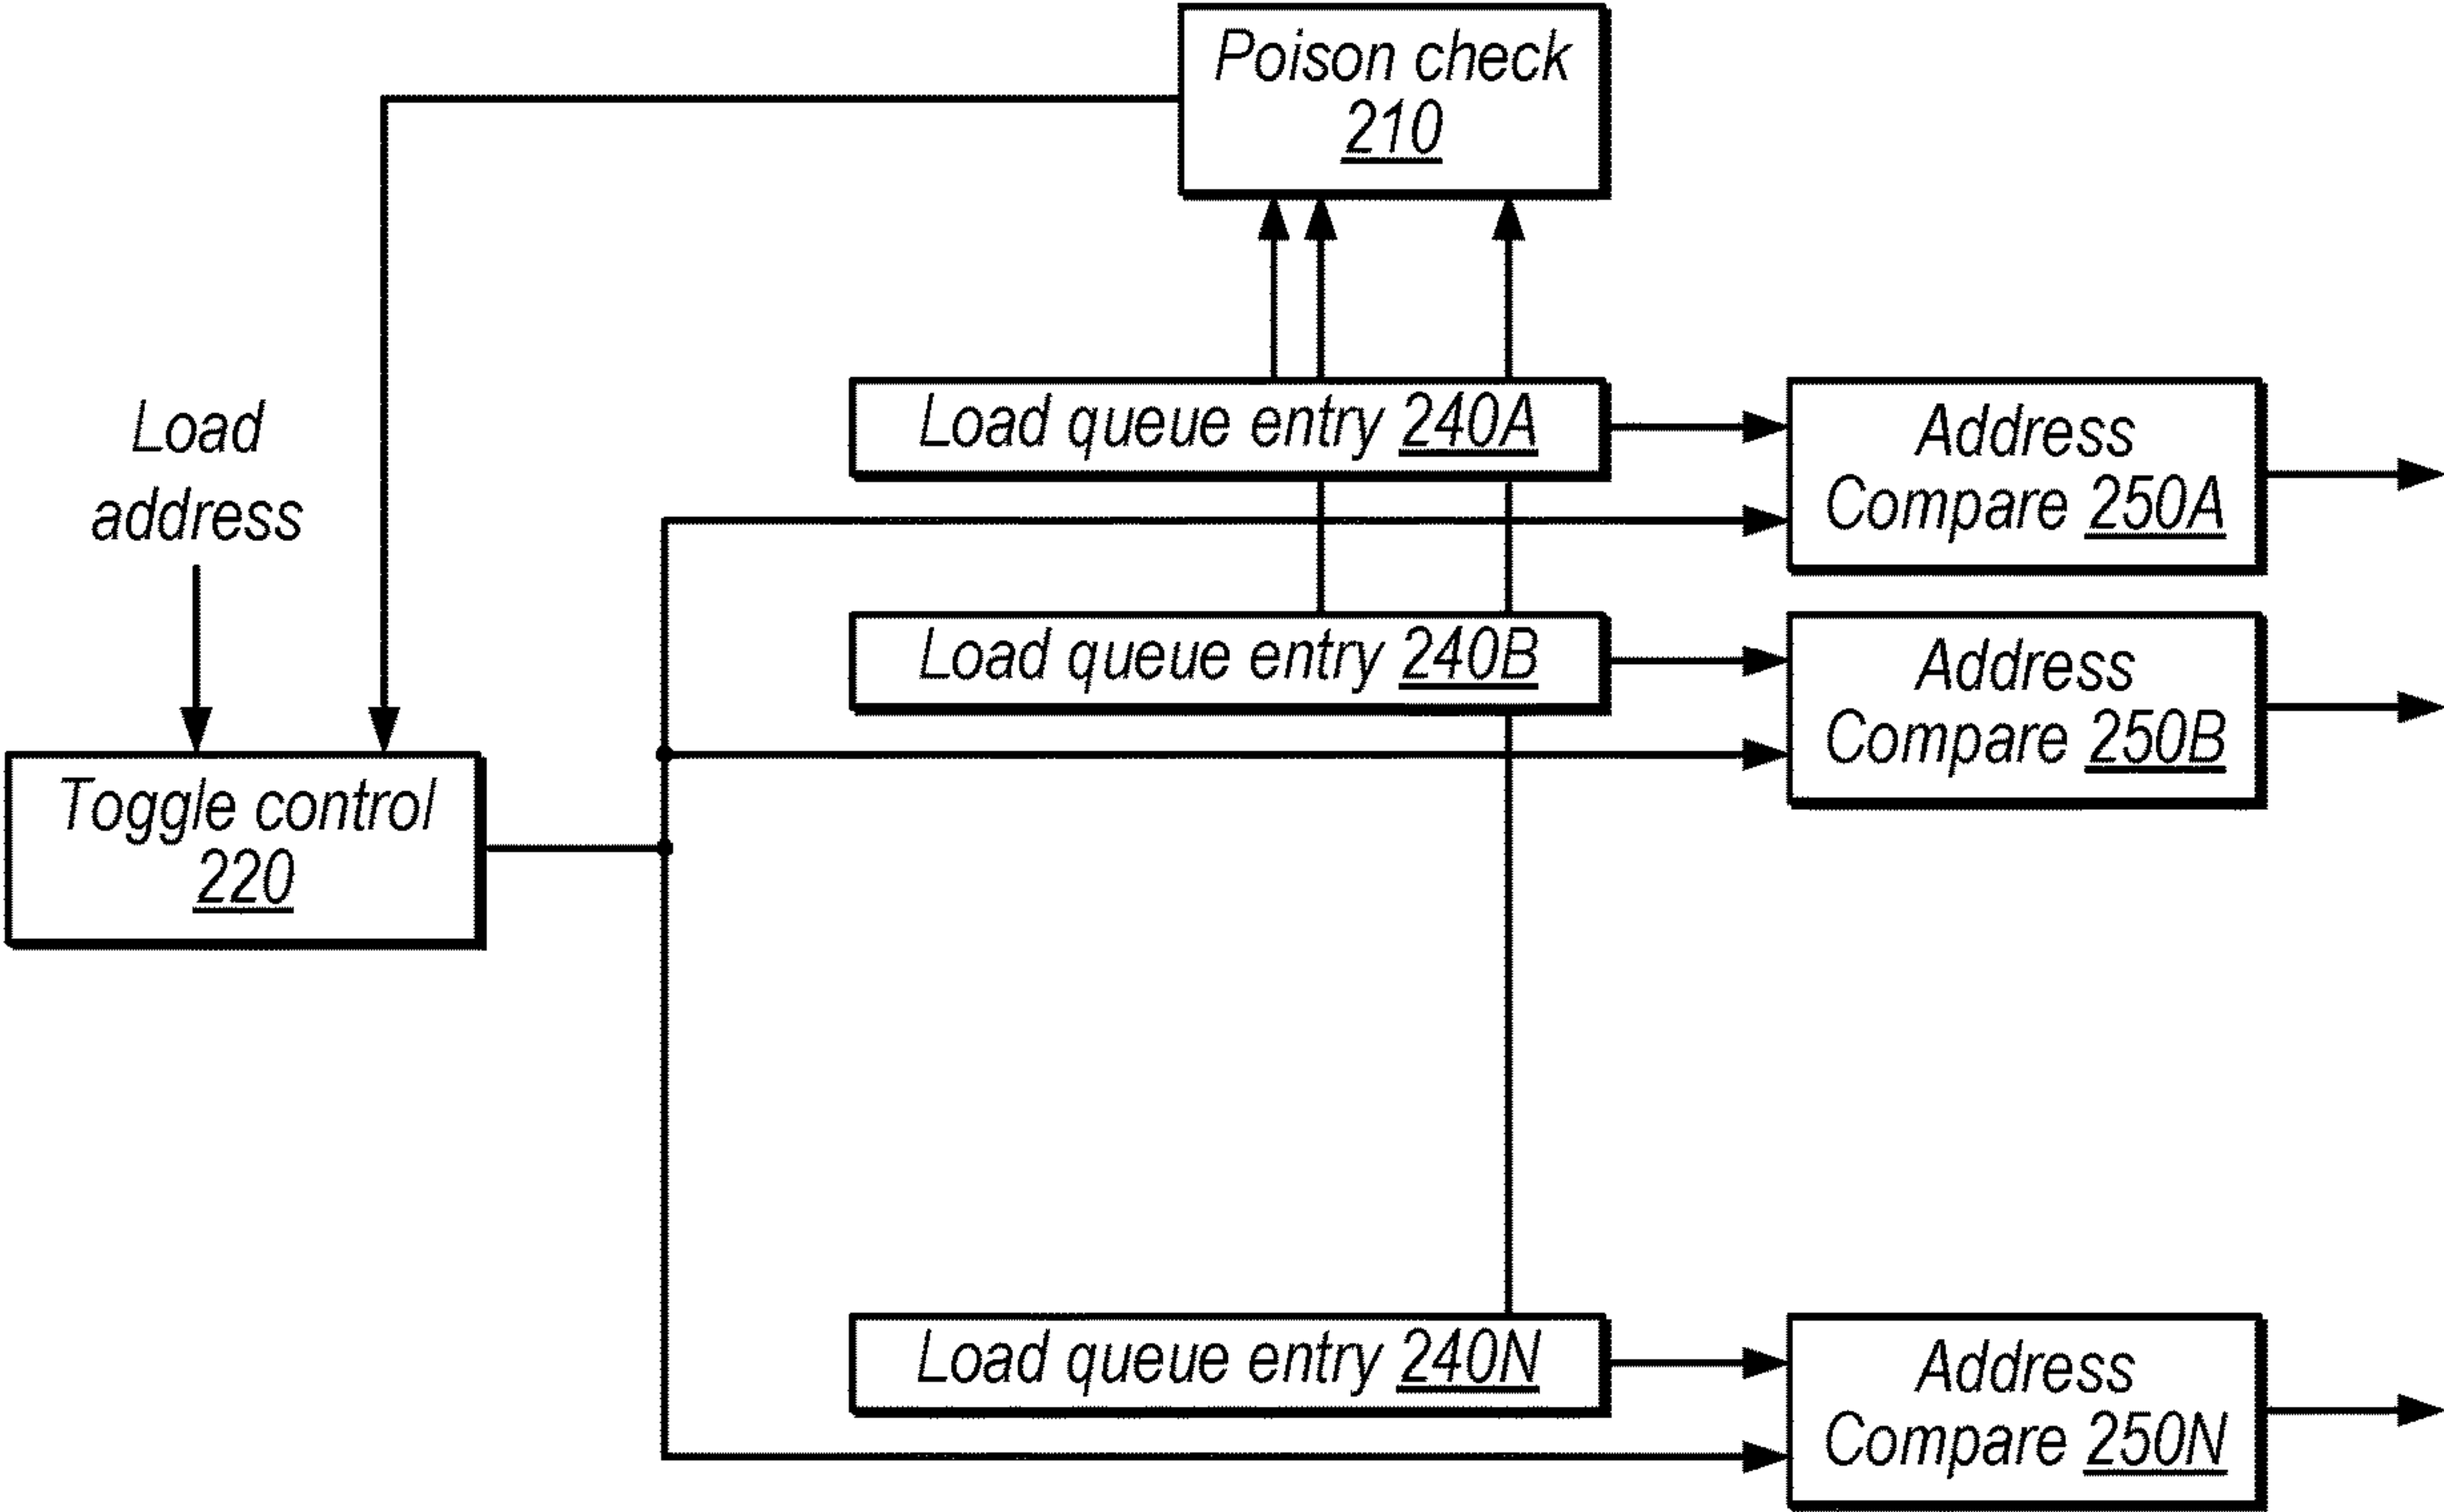 Poison check
210
Load
address
Load queue entry 240A
Address
Compare 250A
Load queue entry 240B
Address
Compare 250B
Toggle control
220
Load queue entry 240N
Address
Compare 250N